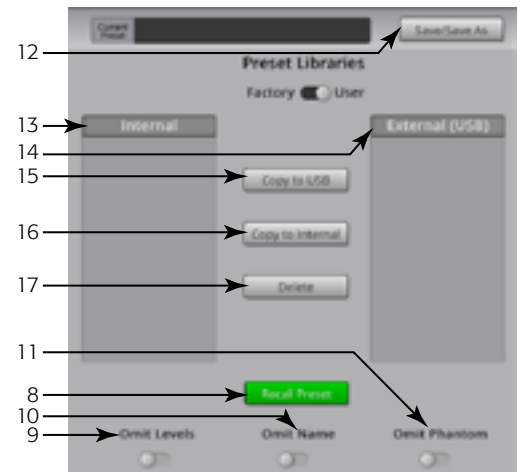 Current
Preset
Save/Save As
12
Preset Libraries
Factory User
13
Internal
External (USB)
14
15
Copy to USB
16
Copy to Internal
17
Delete
11
8
Recall Preset
10
9
Omit Levels
Omit Name
Omit Phantom